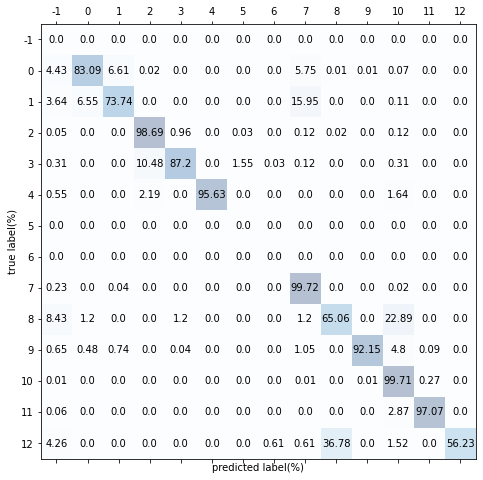 -1 0 1 2 3 4 5 6 7 8 9 10 11 12
-1 0.0 0.0 0.0 0.0 0.0 0.0 0.0 0.0 0.0 0.0 0.0 0.0 0.0 0.0
0 4.43 83.09 6.61 0.02 0.0 0.0 0.0 0.0 5.75 0.01 0.01 0.07 0.0 0.0
1 3.64 6.55 73.74 0.0 0.0 0.0 0.0 0.0 15.95 0.0 0.0 0.11 0.0 0.0
2 0.05 0.0 0.0 98.69 0.96 0.0 0.03 0.0 0.12 0.02 0.0 0.12 0.0 0.0
3 0.31 0.0 0.0 10.48 87.2 0.0 1.55 0.03 0.12 0.0 0.0 0.31 0.0 0.0
4 0.55 0.0 0.0 2.19 0.0 95.63 0.0 0.0 0.0 0.0 0.0 1.64 0.0 0.0
5 0.0 0.0 0.0 0.0 0.0 0.0 0.0 0.0 0.0 0.0 0.0 0.0 0.0 0.0
6 0.0 0.0 0.0 0.0 0.0 0.0 0.0 0.0 0.0 0.0 0.0 0.0 0.0 0.0
7 0.23 0.0 0.04 0.0 0.0 0.0 0.0 0.0 99.72 0.0 0.0 0.02 0.0 0.0
8 8.43 1.2 0.0 0.0 1.2 0.0 0.0 0.0 1.2 65.06 0.0 22.89 0.0 0.0
9 0.65 0.48 0.74 0.0 0.04 0.0 0.0 0.0 1.05 0.0 92.15 4.8 0.09 0.0
10 0.01 0.0 0.0 0.0 0.0 0.0 0.0 0.0 0.01 0.0 0.01 99.71 0.27 0.0
11 0.06 0.0 0.0 0.0 0.0 0.0 0.0 0.0 0.0 0.0 0.0 2.87 97.07 0.0
12 4.26 0.0 0.0 0.0 0.0 0.0 0.0 0.61 0.61 36.78 0.0 1.52 0.0 56.23
true label(%)
predicted label(%)